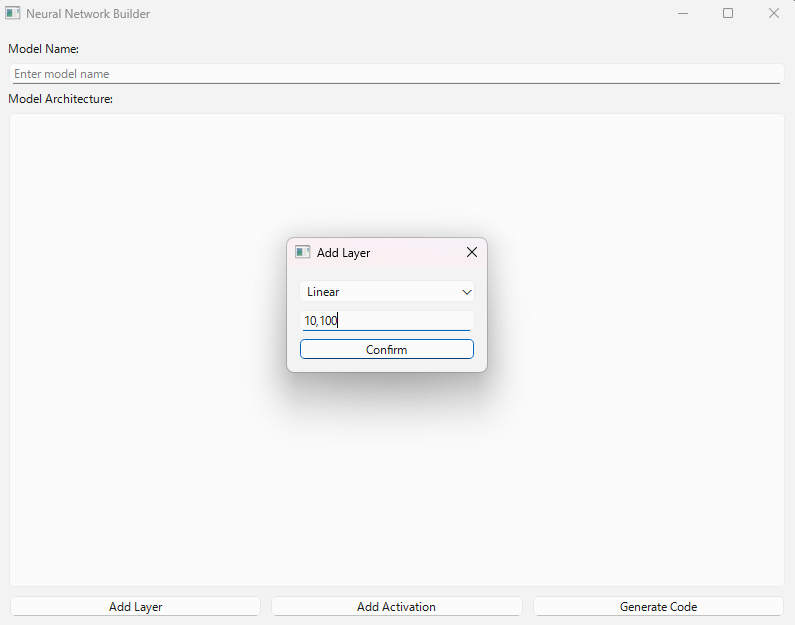 Neural Network Builder
Model Name:
Enter model name
Model Architecture:
Add Layer
Linear
10,100
Confirm
Add Layer
Add Activation
Generate Code